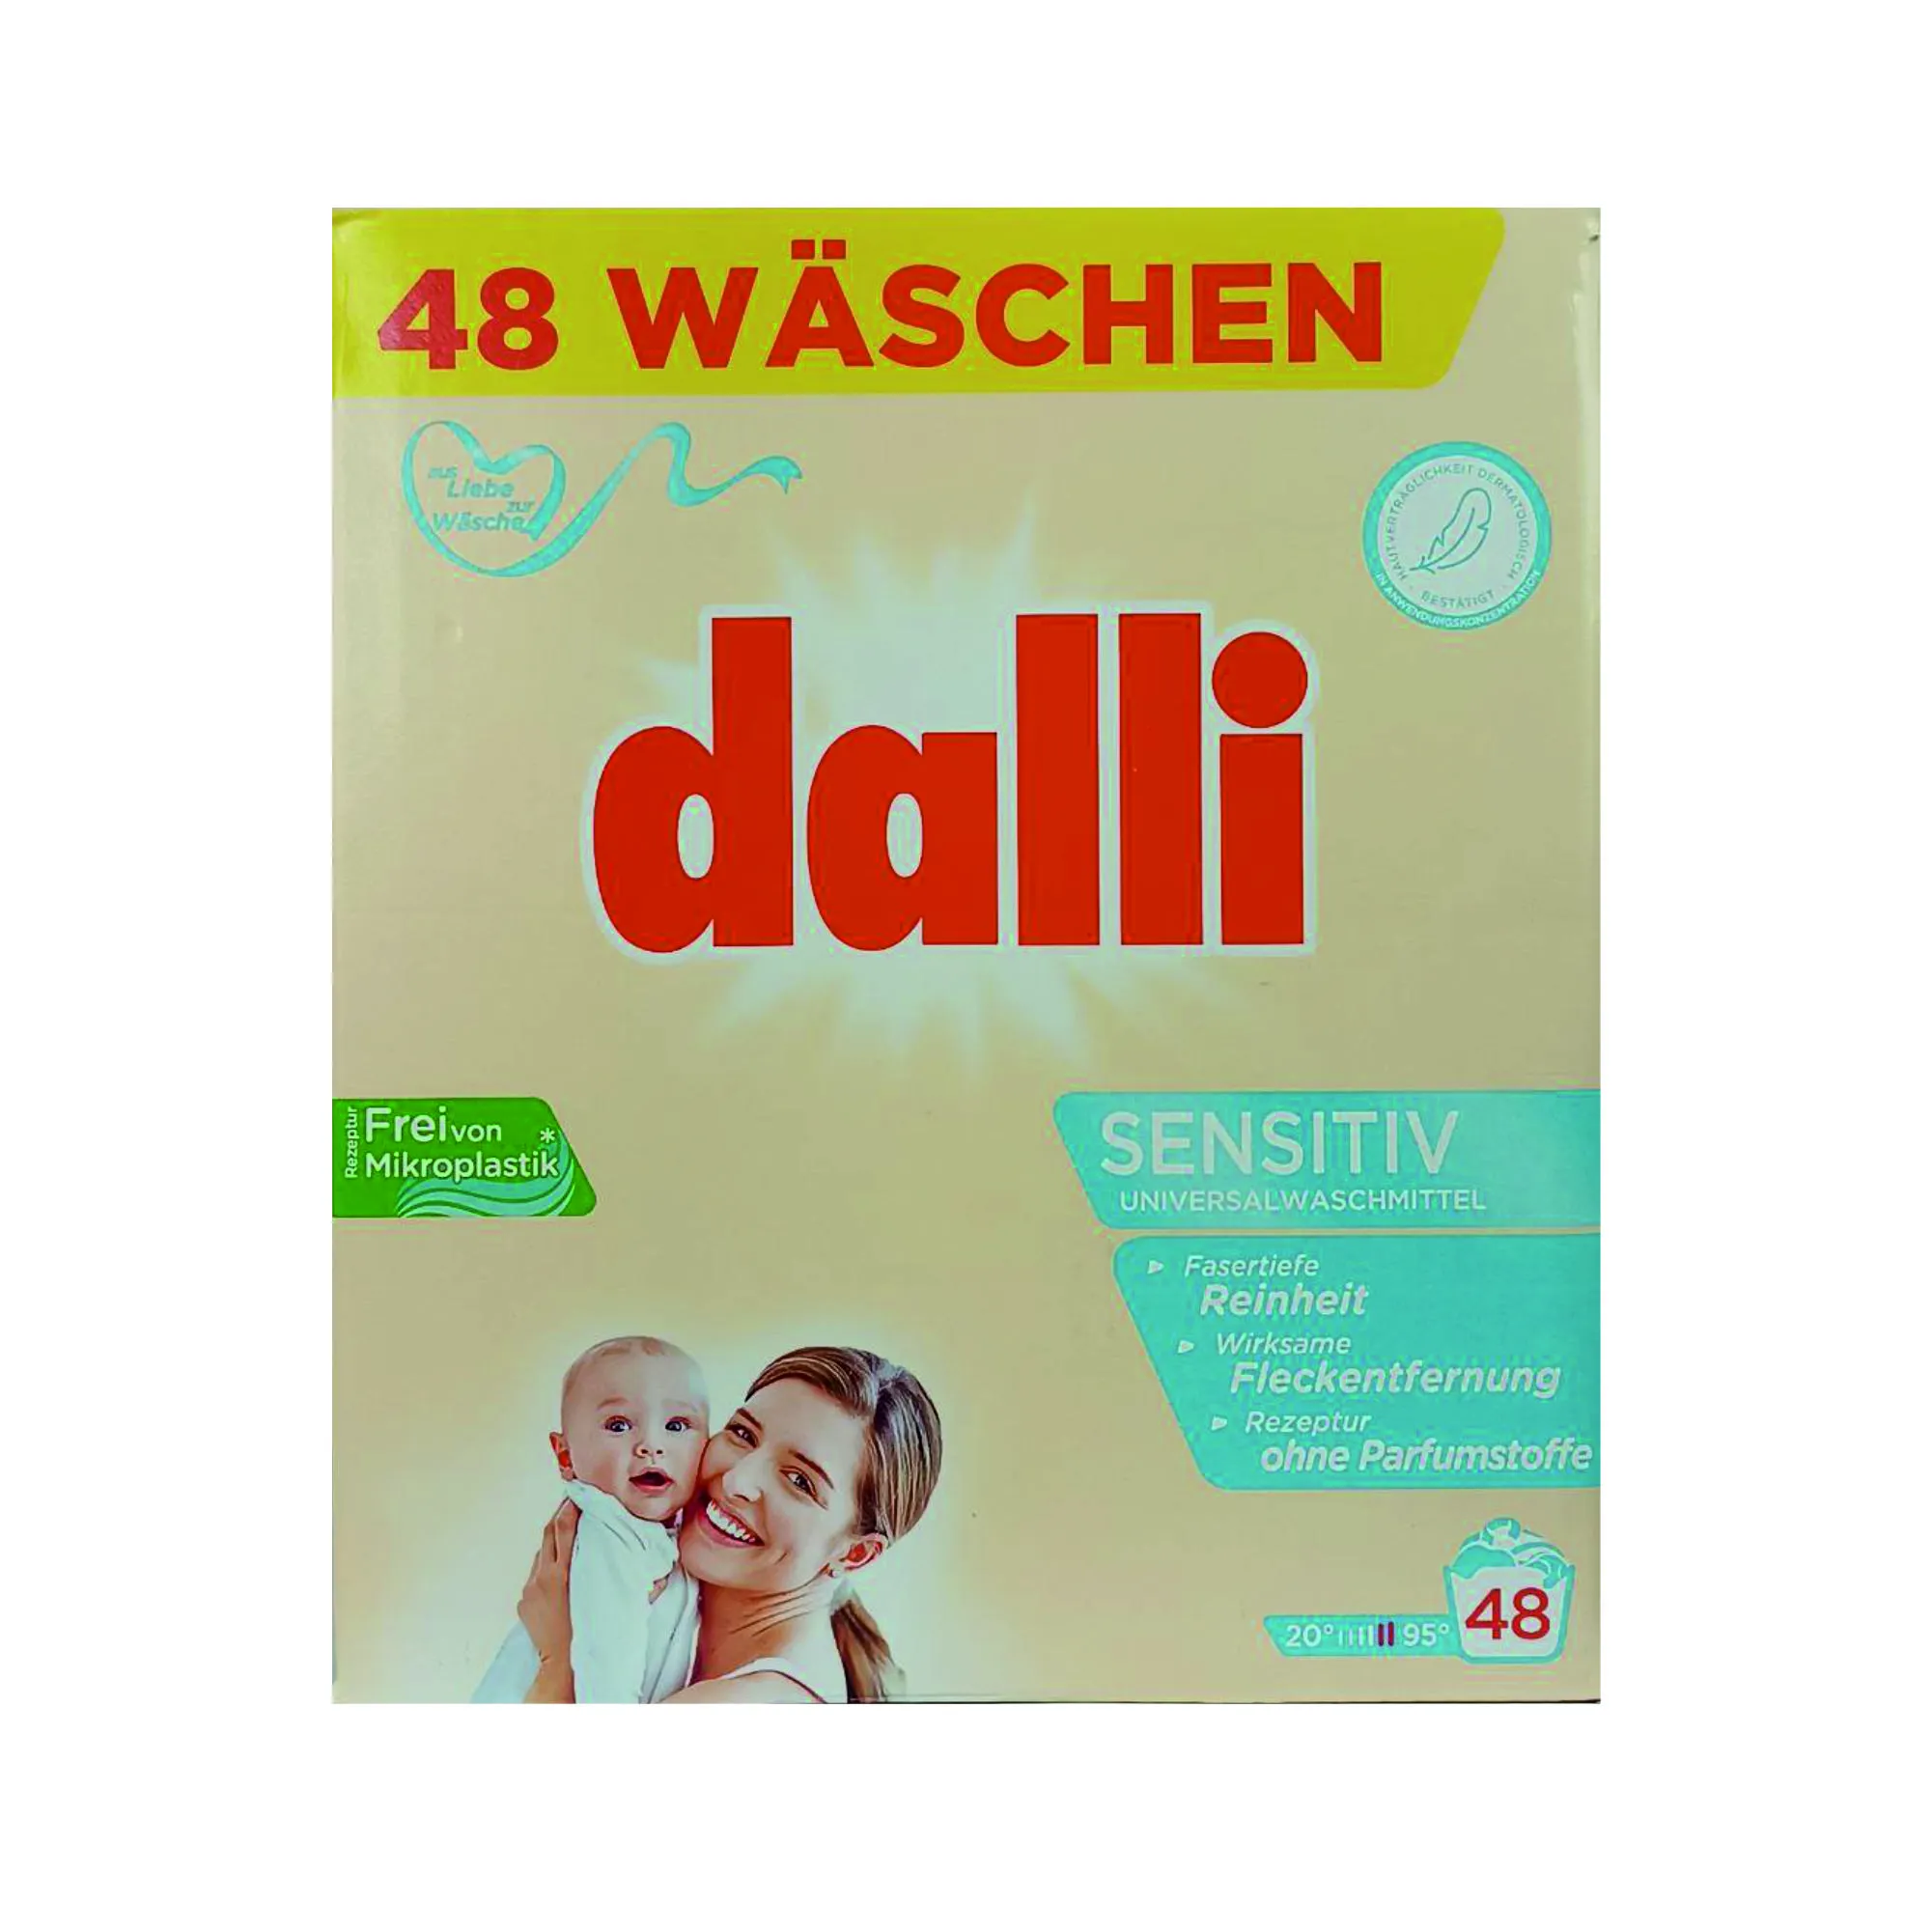 48 WÄSCHEN
aus
Liebe
zur
Wäsche
HAUTVERTRÄGLICHKEIT DERMATOLOGISCH · BESTÄTIGT ·
IN ANWENDUNGSKONZENTRATION
dalli
Rezeptur
Frei von
Mikroplastik*
SENSITIV
UNIVERSALWASCHMITTEL
Fasertiefe
Reinheit
Wirksame
Fleckentfernung
Rezeptur
ohne Parfumstoffe
20° 95°
48